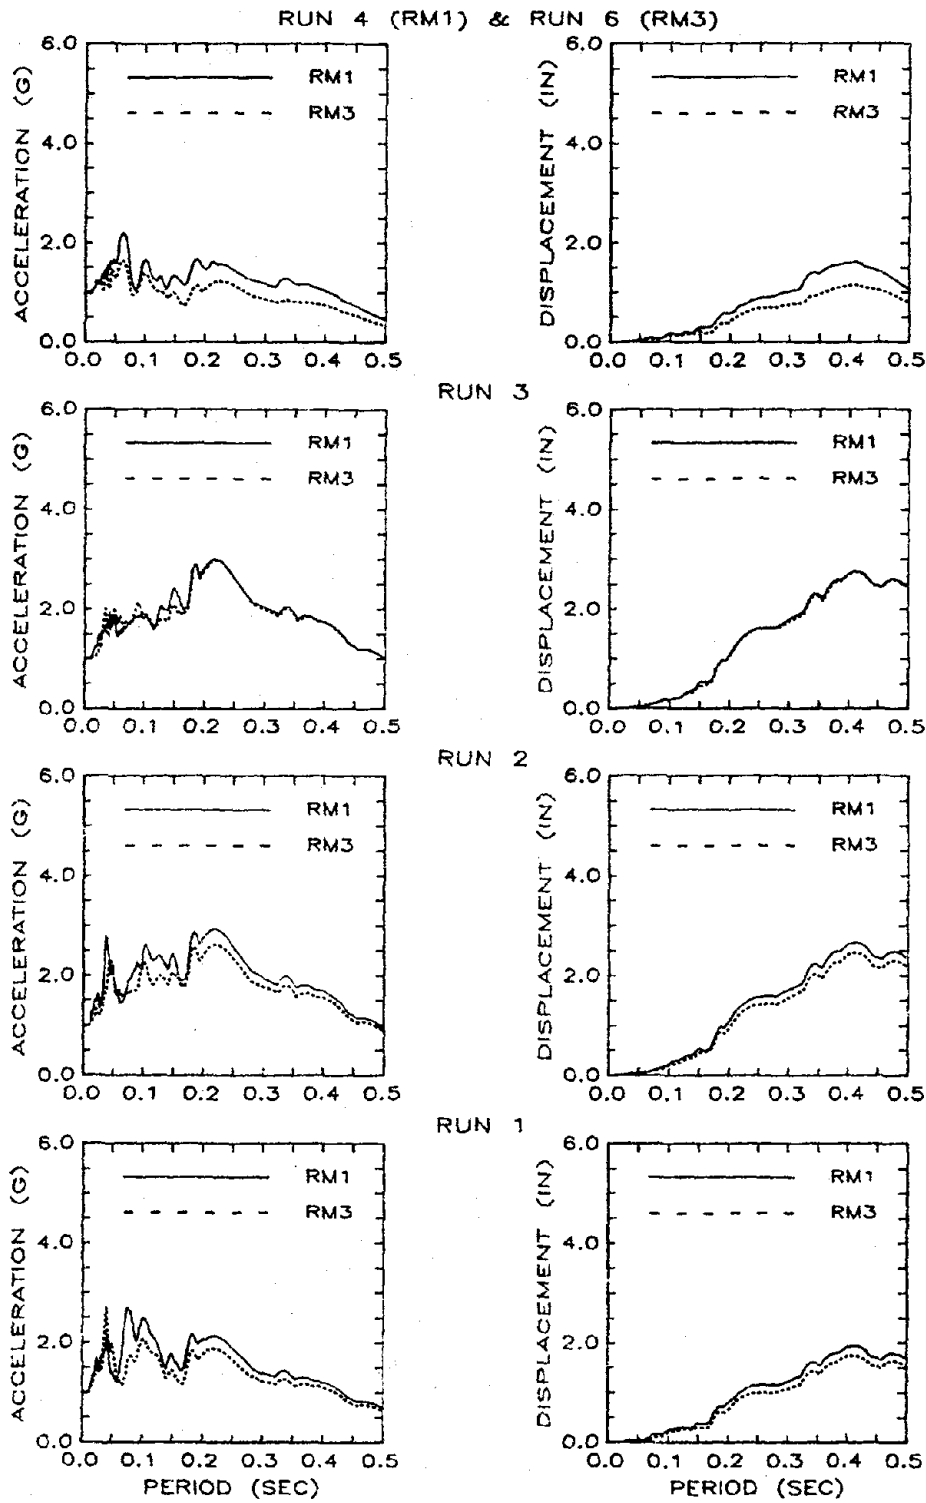 RUN 4 (RM1) & RUN 6 (RM3)
ACCELERATION (G)
6.0
4.0
2.0
0.0
RM1
RM3
0.0 0.1 0.2 0.3 0.4 0.5
DISPLACEMENT (IN)
6.0
4.0
2.0
0.0
RM1
RM3
0.0 0.1 0.2 0.3 0.4 0.5
RUN 3
ACCELERATION (G)
6.0
4.0
2.0
0.0
RM1
RM3
0.0 0.1 0.2 0.3 0.4 0.5
DISPLACEMENT (IN)
6.0
4.0
2.0
0.0
RM1
RM3
0.0 0.1 0.2 0.3 0.4 0.5
RUN 2
ACCELERATION (G)
6.0
4.0
2.0
0.0
RM1
RM3
0.0 0.1 0.2 0.3 0.4 0.5
DISPLACEMENT (IN)
6.0
4.0
2.0
0.0
RM1
RM3
0.0 0.1 0.2 0.3 0.4 0.5
RUN 1
ACCELERATION (G)
6.0
4.0
2.0
0.0
RM1
RM3
0.0 0.1 0.2 0.3 0.4 0.5
PERIOD (SEC)
DISPLACEMENT (IN)
6.0
4.0
2.0
0.0
RM1
RM3
0.0 0.1 0.2 0.3 0.4 0.5
PERIOD (SEC)